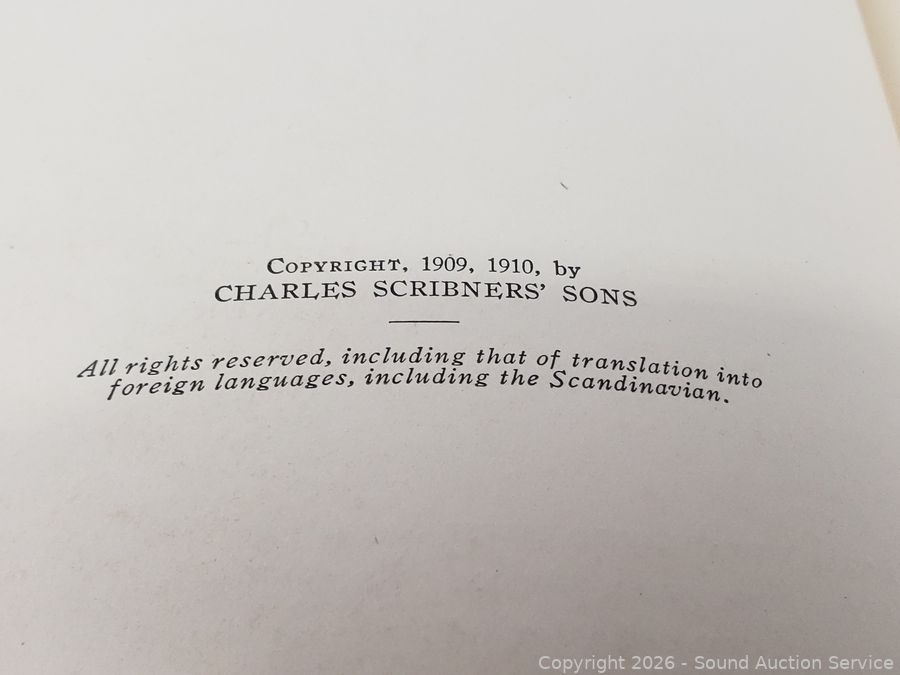 Copyright, 1909, 1910, by
CHARLES SCRIBNERS' SONS
All rights reserved, including that of translation into
foreign languages, including the Scandinavian.
Copyright 2026 - Sound Auction Service